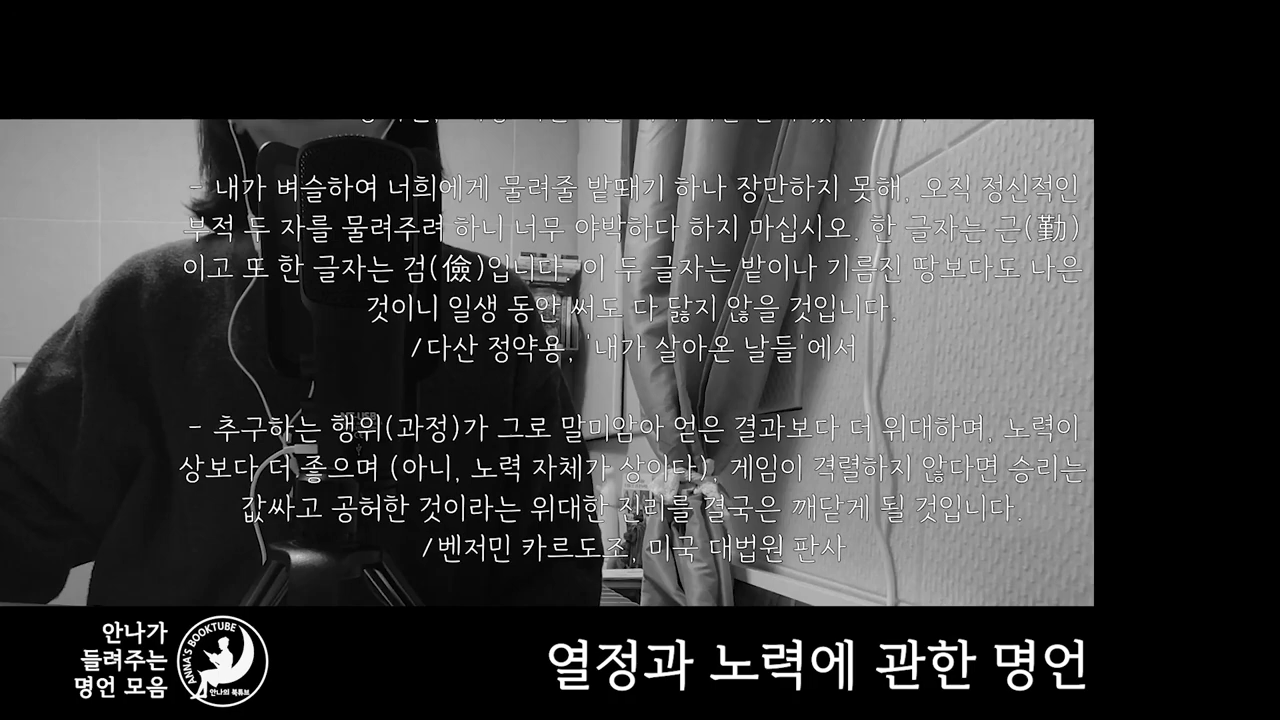 - 내가 벼슬하여 너희에게 물려줄 밭떼기 하나 장만하지 못해, 오직 정신적인
부적 두 자를 물려주려 하니 너무 야박하다 하지 마십시오. 한 글자는 근(勤)
이고 또 한 글자는 검(儉)입니다. 이 두 글자는 밭이나 기름진 땅보다도 나은
것이니 일생 동안 써도 다 닳지 않을 것입니다.
/다산 정약용, '내가 살아온 날들'에서
- 추구하는 행위(과정)가 그로 말미암아 얻은 결과보다 더 위대하며, 노력이
상보다 더 좋으며 (아니, 노력 자체가 상이다), 게임이 격렬하지 않다면 승리는
값싸고 공허한 것이라는 위대한 진리를 결국은 깨닫게 될 것입니다.
/벤저민 카르도조, 미국 대법원 판사
안나가
들려주는
명언 모음
ANNA'S BOOKTUBE
안나의 북튜브
열정과 노력에 관한 명언